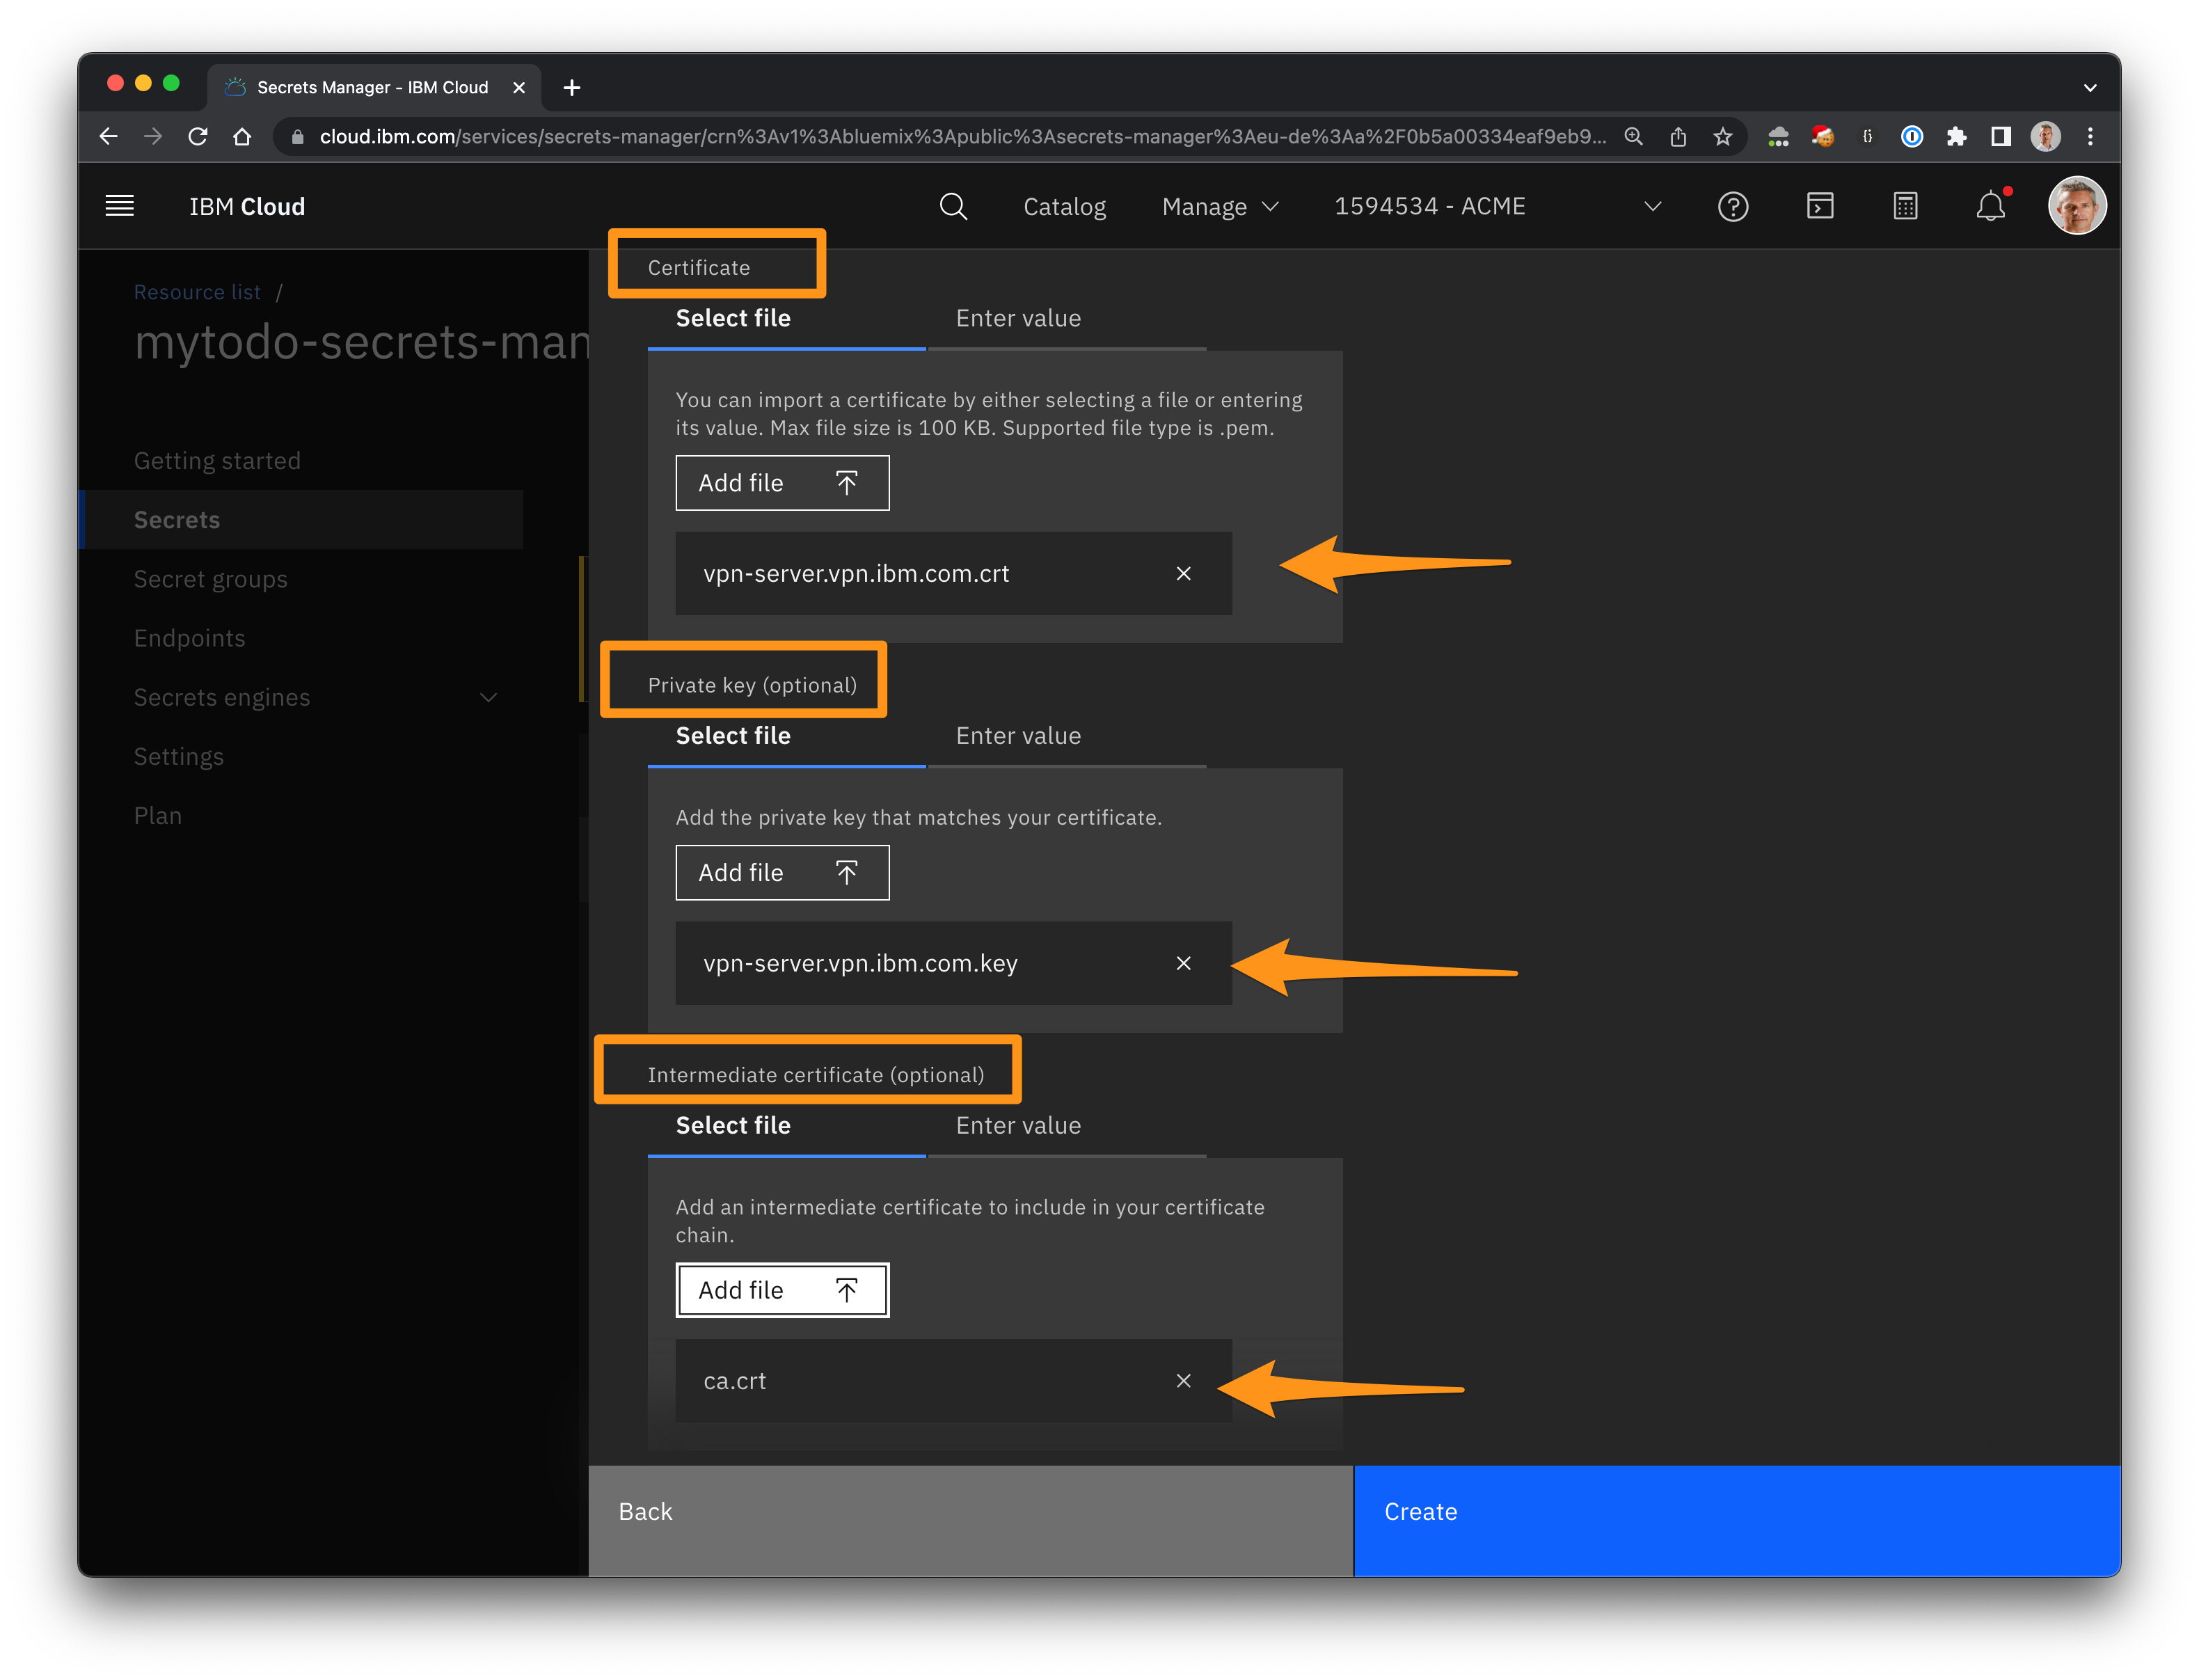 Secrets Manager - IBM Cloud
cloud.ibm.com/services/secrets-manager/crn%3Av1%3Abluemix%3Apublic%3Asecrets-manager%3Aeu-de%3Aa%2F0b5a00334eaf9eb9...
IBM Cloud
Catalog
Manage
1594534 - ACME
Resource list /
mytodo-secrets-man
Getting started
Secrets
Secret groups
Endpoints
Secrets engines
Settings
Plan
Certificate
Select file
Enter value
You can import a certificate by either selecting a file or entering
its value. Max file size is 100 KB. Supported file type is .pem.
Add file
vpn-server.vpn.ibm.com.crt
Private key (optional)
Select file
Enter value
Add the private key that matches your certificate.
Add file
vpn-server.vpn.ibm.com.key
Intermediate certificate (optional)
Select file
Enter value
Add an intermediate certificate to include in your certificate
chain.
Add file
ca.crt
Back
Create